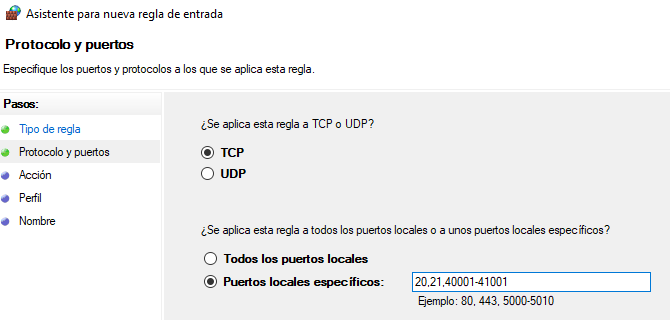 Asistente para nueva regla de entrada
Protocolo y puertos
Especifique los puertos y protocolos a los que se aplica esta regla.
Pasos:
Tipo de regla
Protocolo y puertos
Acción
Perfil
Nombre
¿Se aplica esta regla a TCP o UDP?
TCP
UDP
¿Se aplica esta regla a todos los puertos locales o a unos puertos locales específicos?
Todos los puertos locales
Puertos locales específicos: 20,21,40001-41001
Ejemplo: 80, 443, 5000-5010